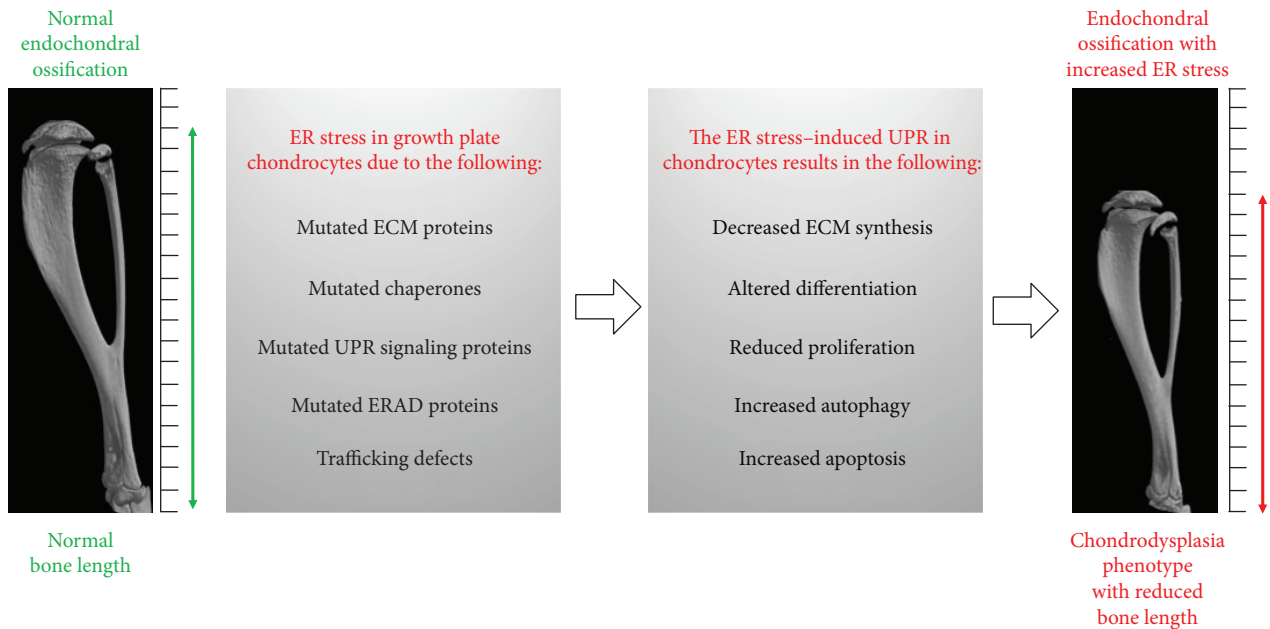 Normal
endochondral
ossification
Normal
bone length
ER stress in growth plate
chondrocytes due to the following:
Mutated ECM proteins
Mutated chaperones
Mutated UPR signaling proteins
Mutated ERAD proteins
Trafficking defects
The ER stress–induced UPR in
chondrocytes results in the following:
Decreased ECM synthesis
Altered differentiation
Reduced proliferation
Increased autophagy
Increased apoptosis
Endochondral
ossification with
increased ER stress
Chondrodysplasia
phenotype
with reduced
bone length